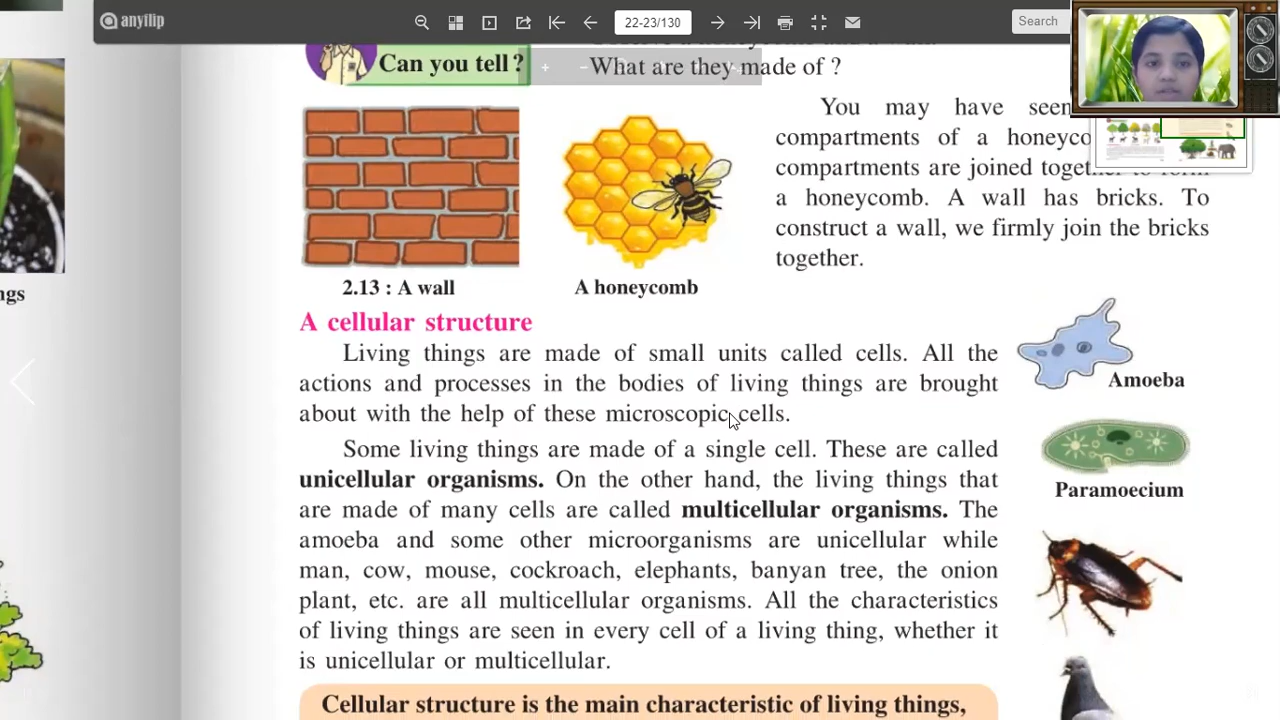 anyflip
22-23/130
Search
Can you tell ?
What are they made of ?
You may have seen
compartments of a
compartments are joined
a honeycomb. A wall has bricks. To
construct a wall, we firmly join the bricks
together.
2.13 : A wall
A honeycomb
A cellular structure
Living things are made of small units called cells. All the
actions and processes in the bodies of living things are brought
about with the help of these microscopic cells.
Some living things are made of a single cell. These are called
unicellular organisms. On the other hand, the living things that
are made of many cells are called multicellular organisms. The
amoeba and some other microorganisms are unicellular while
man, cow, mouse, cockroach, elephants, banyan tree, the onion
plant, etc. are all multicellular organisms. All the characteristics
of living things are seen in every cell of a living thing, whether it
is unicellular or multicellular.
Cellular structure is the main characteristic of living things,
Amoeba
Paramoecium
ngs